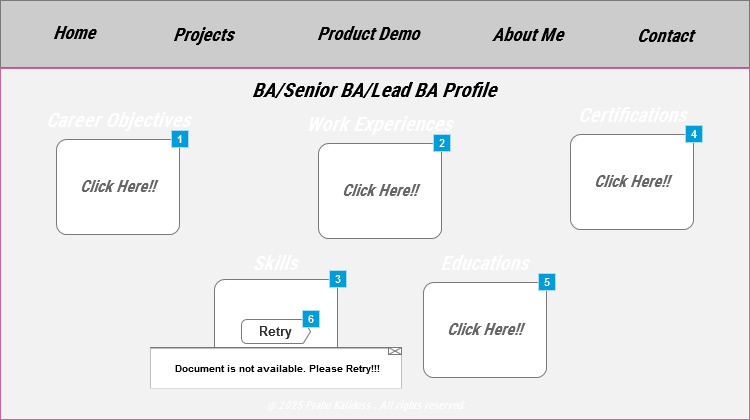 Home Projects Product Demo About Me Contact
BA/Senior BA/Lead BA Profile
Career Objectives Work Experiences Certifications
1 2 4
Click Here!! Click Here!! Click Here!!
Skills Educations
3 5
6
Retry Click Here!!
Document is not available. Please Retry!!!
@ 2025 Prabu Kalidass . All rights reserved.